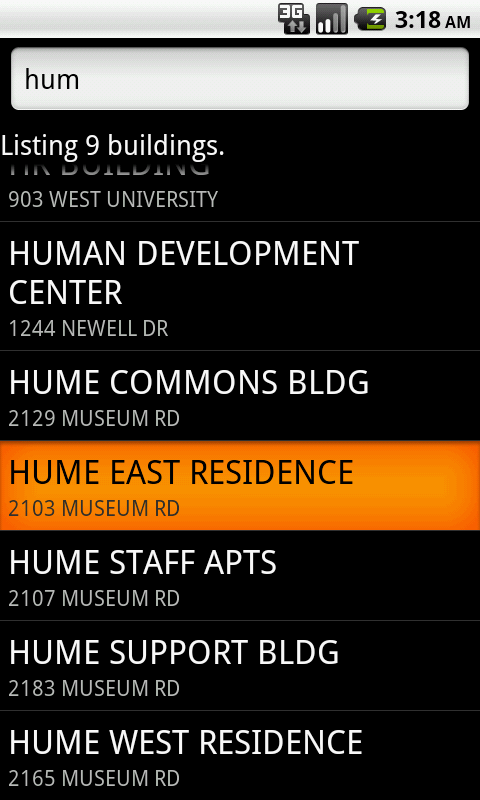 3G 3:18 AM
hum
Listing 9 buildings.
HR BUILDING
903 WEST UNIVERSITY
HUMAN DEVELOPMENT
CENTER
1244 NEWELL DR
HUME COMMONS BLDG
2129 MUSEUM RD
HUME EAST RESIDENCE
2103 MUSEUM RD
HUME STAFF APTS
2107 MUSEUM RD
HUME SUPPORT BLDG
2183 MUSEUM RD
HUME WEST RESIDENCE
2165 MUSEUM RD